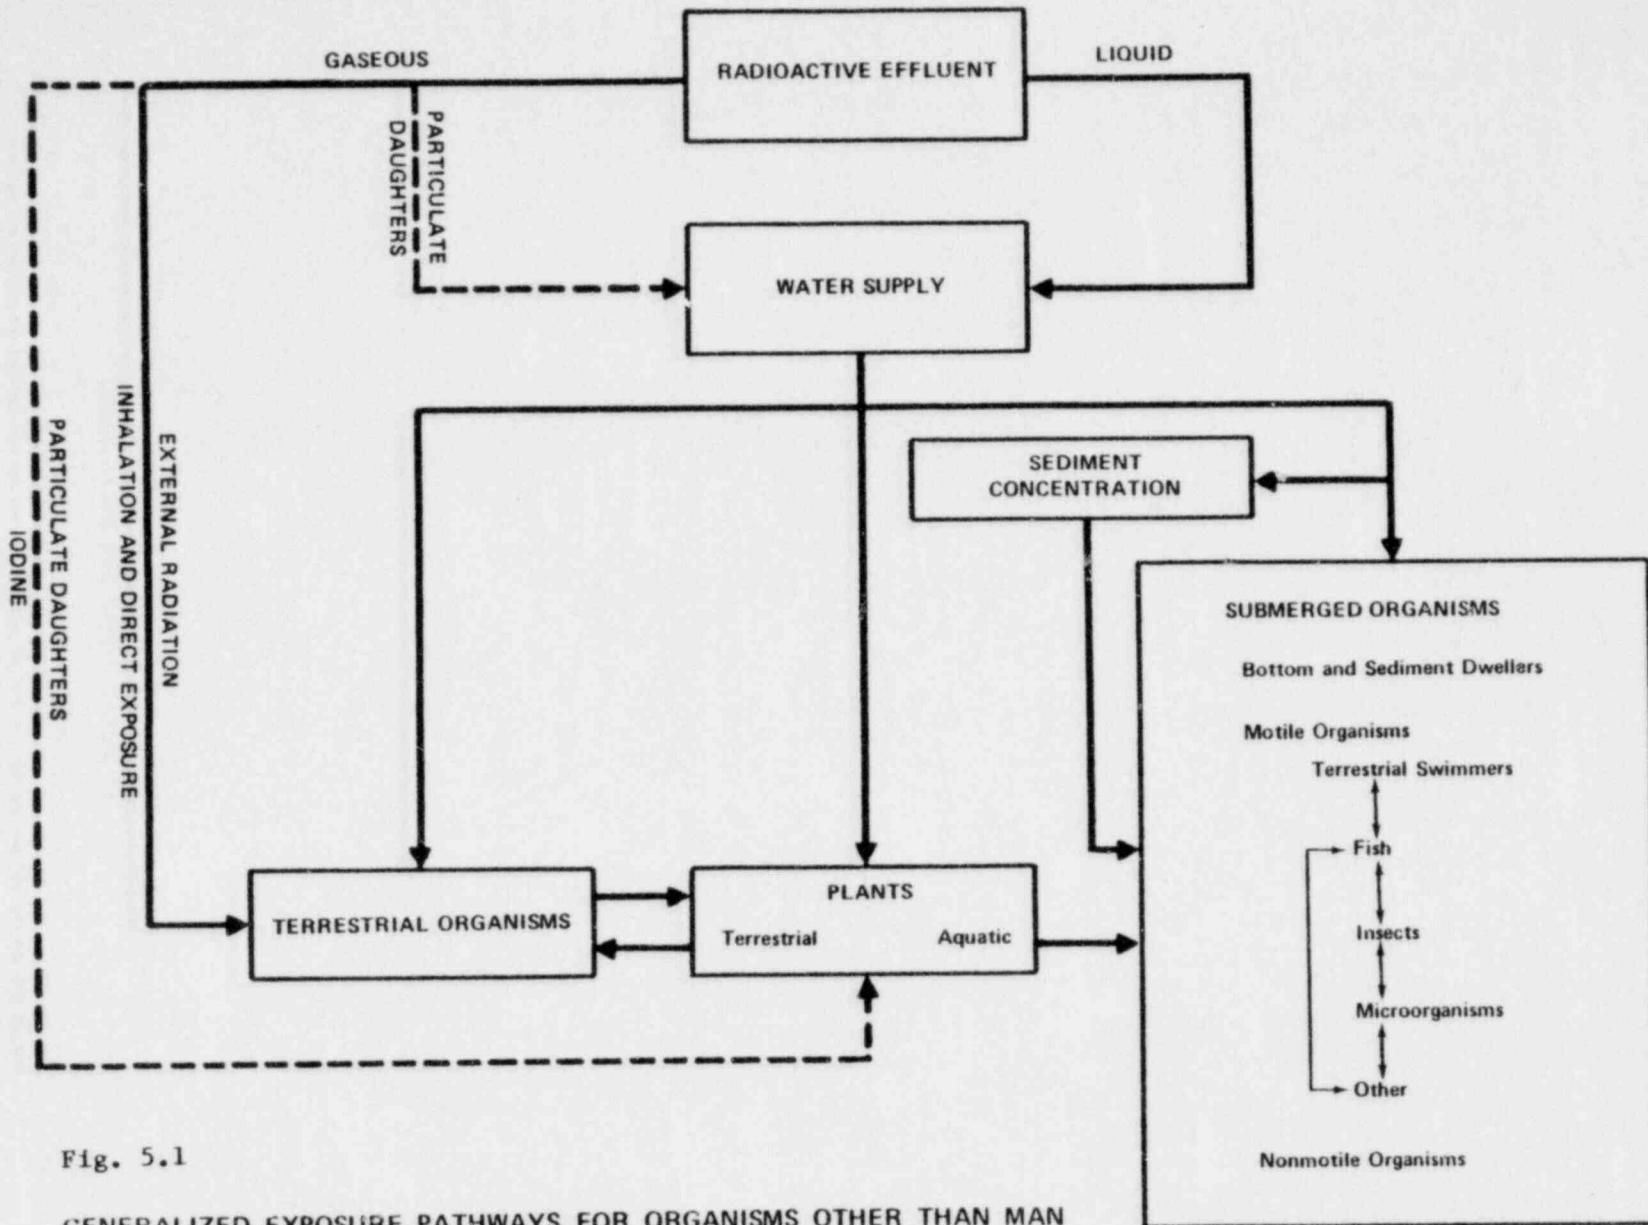 GASEOUS
RADIOACTIVE EFFLUENT
LIQUID
PARTICULATE
DAUGHTERS
WATER SUPPLY
EXTERNAL RADIATION
INHALATION AND DIRECT EXPOSURE
PARTICULATE DAUGHTERS
IODINE
SEDIMENT
CONCENTRATION
SUBMERGED ORGANISMS
Bottom and Sediment Dwellers
Motile Organisms
Terrestrial Swimmers
Fish
Insects
Microorganisms
Other
Nonmotile Organisms
TERRESTRIAL ORGANISMS
PLANTS
Terrestrial Aquatic
Fig. 5.1
GENERALIZED EXPOSURE PATHWAYS FOR ORGANISMS OTHER THAN MAN